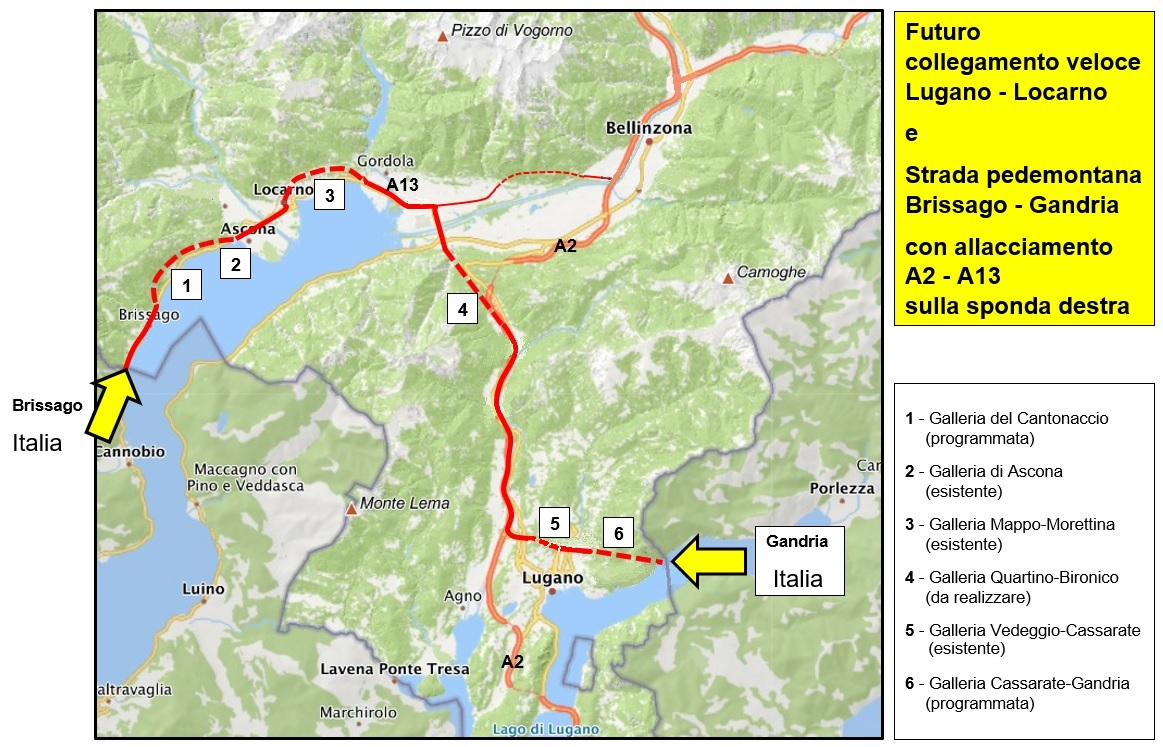 Pizzo di Vogorno
Bellinzona
Gordola
Locarno
A13
3
Ascona
2
A2
1
Camoghe
4
Brissago
Brissago
Italia
Cannobio
Maccagno con
Pino e Veddasca
Monte Lema
Car
Porlezza
5
6
Gandria
Italia
Lugano
Luino
Agno
A2
Lavena Ponte Tresa
altravaglia
Marchirolo
Lago di Lugano
Futuro
collegamento veloce
Lugano - Locarno
e
Strada pedemontana
Brissago - Gandria
con allacciamento
A2 - A13
sulla sponda destra
1 - Galleria del Cantonaccio
(programmata)
2 - Galleria di Ascona
(esistente)
3 - Galleria Mappo-Morettina
(esistente)
4 - Galleria Quartino-Bironico
(da realizzare)
5 - Galleria Vedeggio-Cassarate
(esistente)
6 - Galleria Cassarate-Gandria
(programmata)